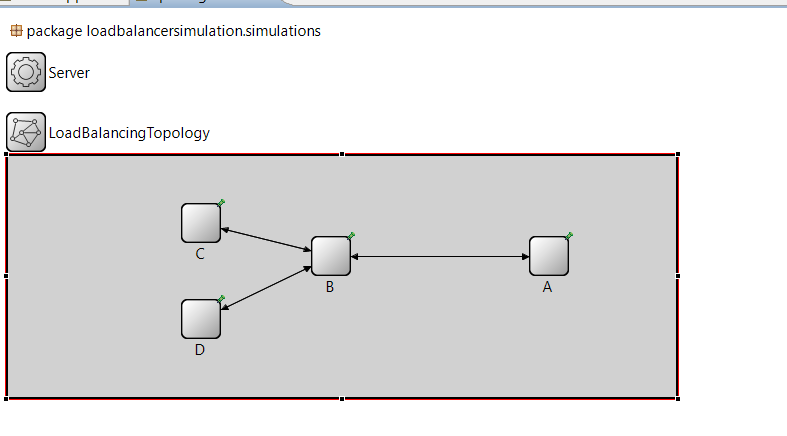 package loadbalancersimulation.simulations
Server
LoadBalancingTopology
C
B
A
D